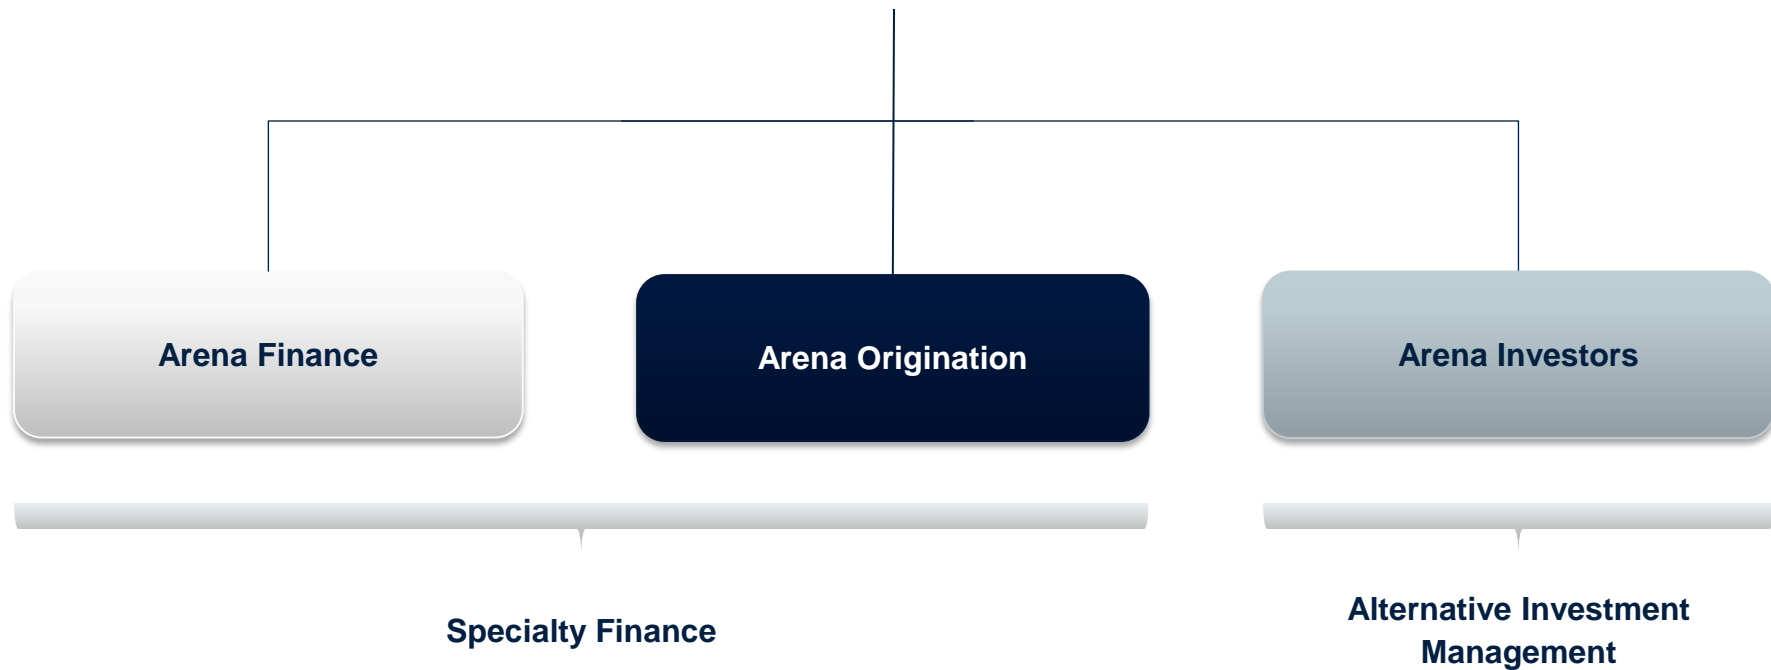 Arena Finance
Arena Origination
Arena Investors
Specialty Finance
Alternative Investment
Management